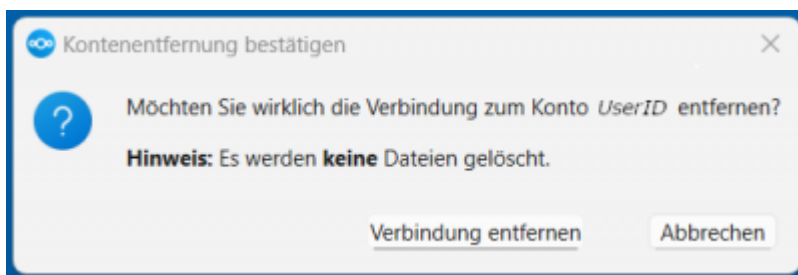 Kontenentfernung bestätigen
Möchten Sie wirklich die Verbindung zum Konto UserID entfernen?
Hinweis: Es werden keine Dateien gelöscht.
Verbindung entfernen Abbrechen